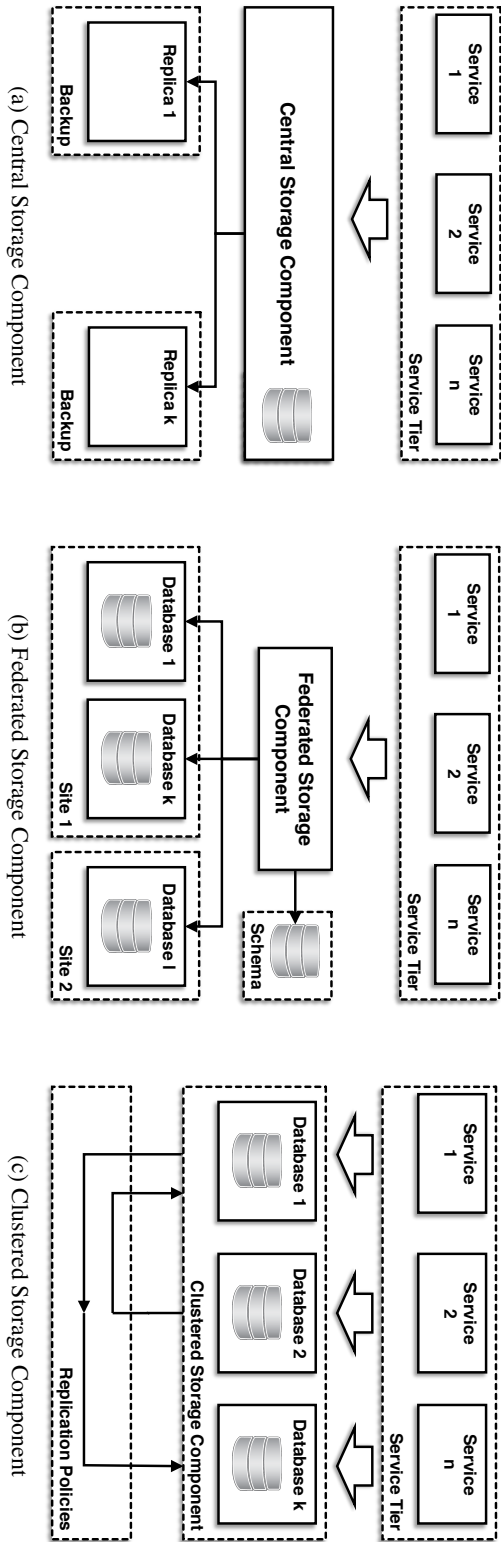 Service
1
Service
2
Service
n
Service Tier
Central Storage Component
Replica 1
Backup
Replica k
Backup
(a) Central Storage Component
Service
1
Service
2
Service
n
Service Tier
Federated Storage
Component
Schema
Database 1
Database k
Site 1
Database l
Site 2
(b) Federated Storage Component
Service
1
Service
2
Service
n
Service Tier
Database 1
Database 2
Database k
Clustered Storage Component
Replication Policies
(c) Clustered Storage Component